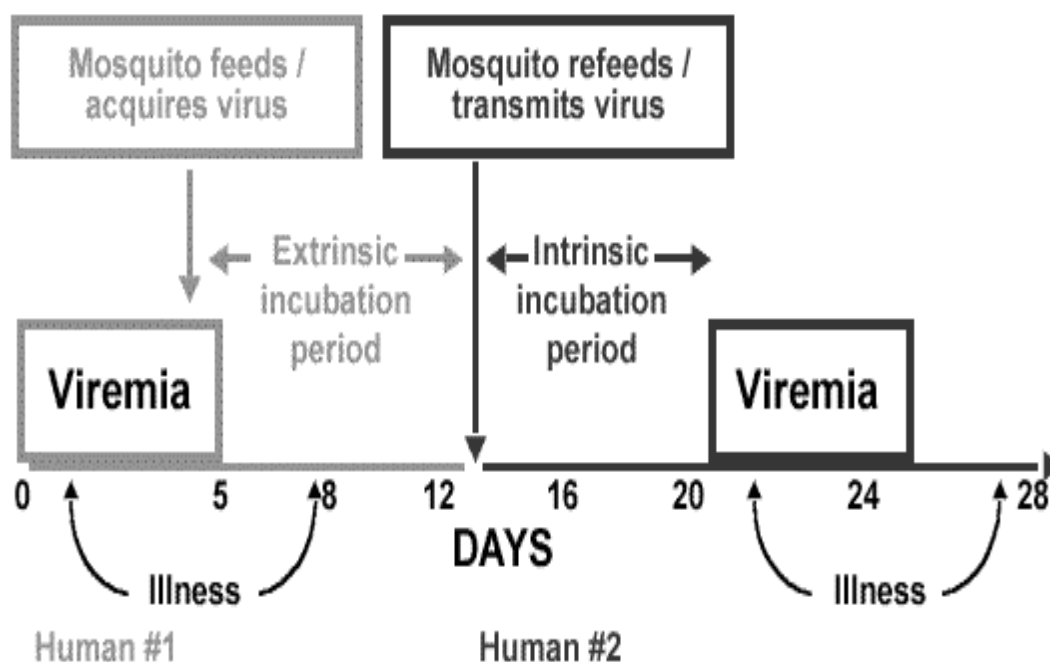 Mosquito feeds /
acquires virus
Mosquito refeeds /
transmits virus
Extrinsic
incubation
period
Intrinsic
incubation
period
Viremia
Viremia
0 5 8 12 16 20 24 28
DAYS
Illness
Illness
Human #1
Human #2